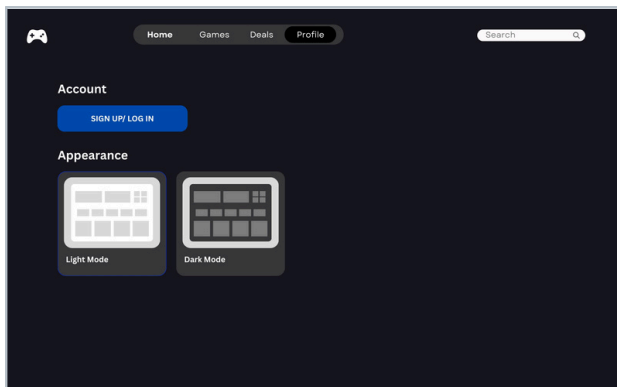 Home Games Deals Profile Search
Account
SIGN UP/ LOG IN
Appearance
Light Mode Dark Mode